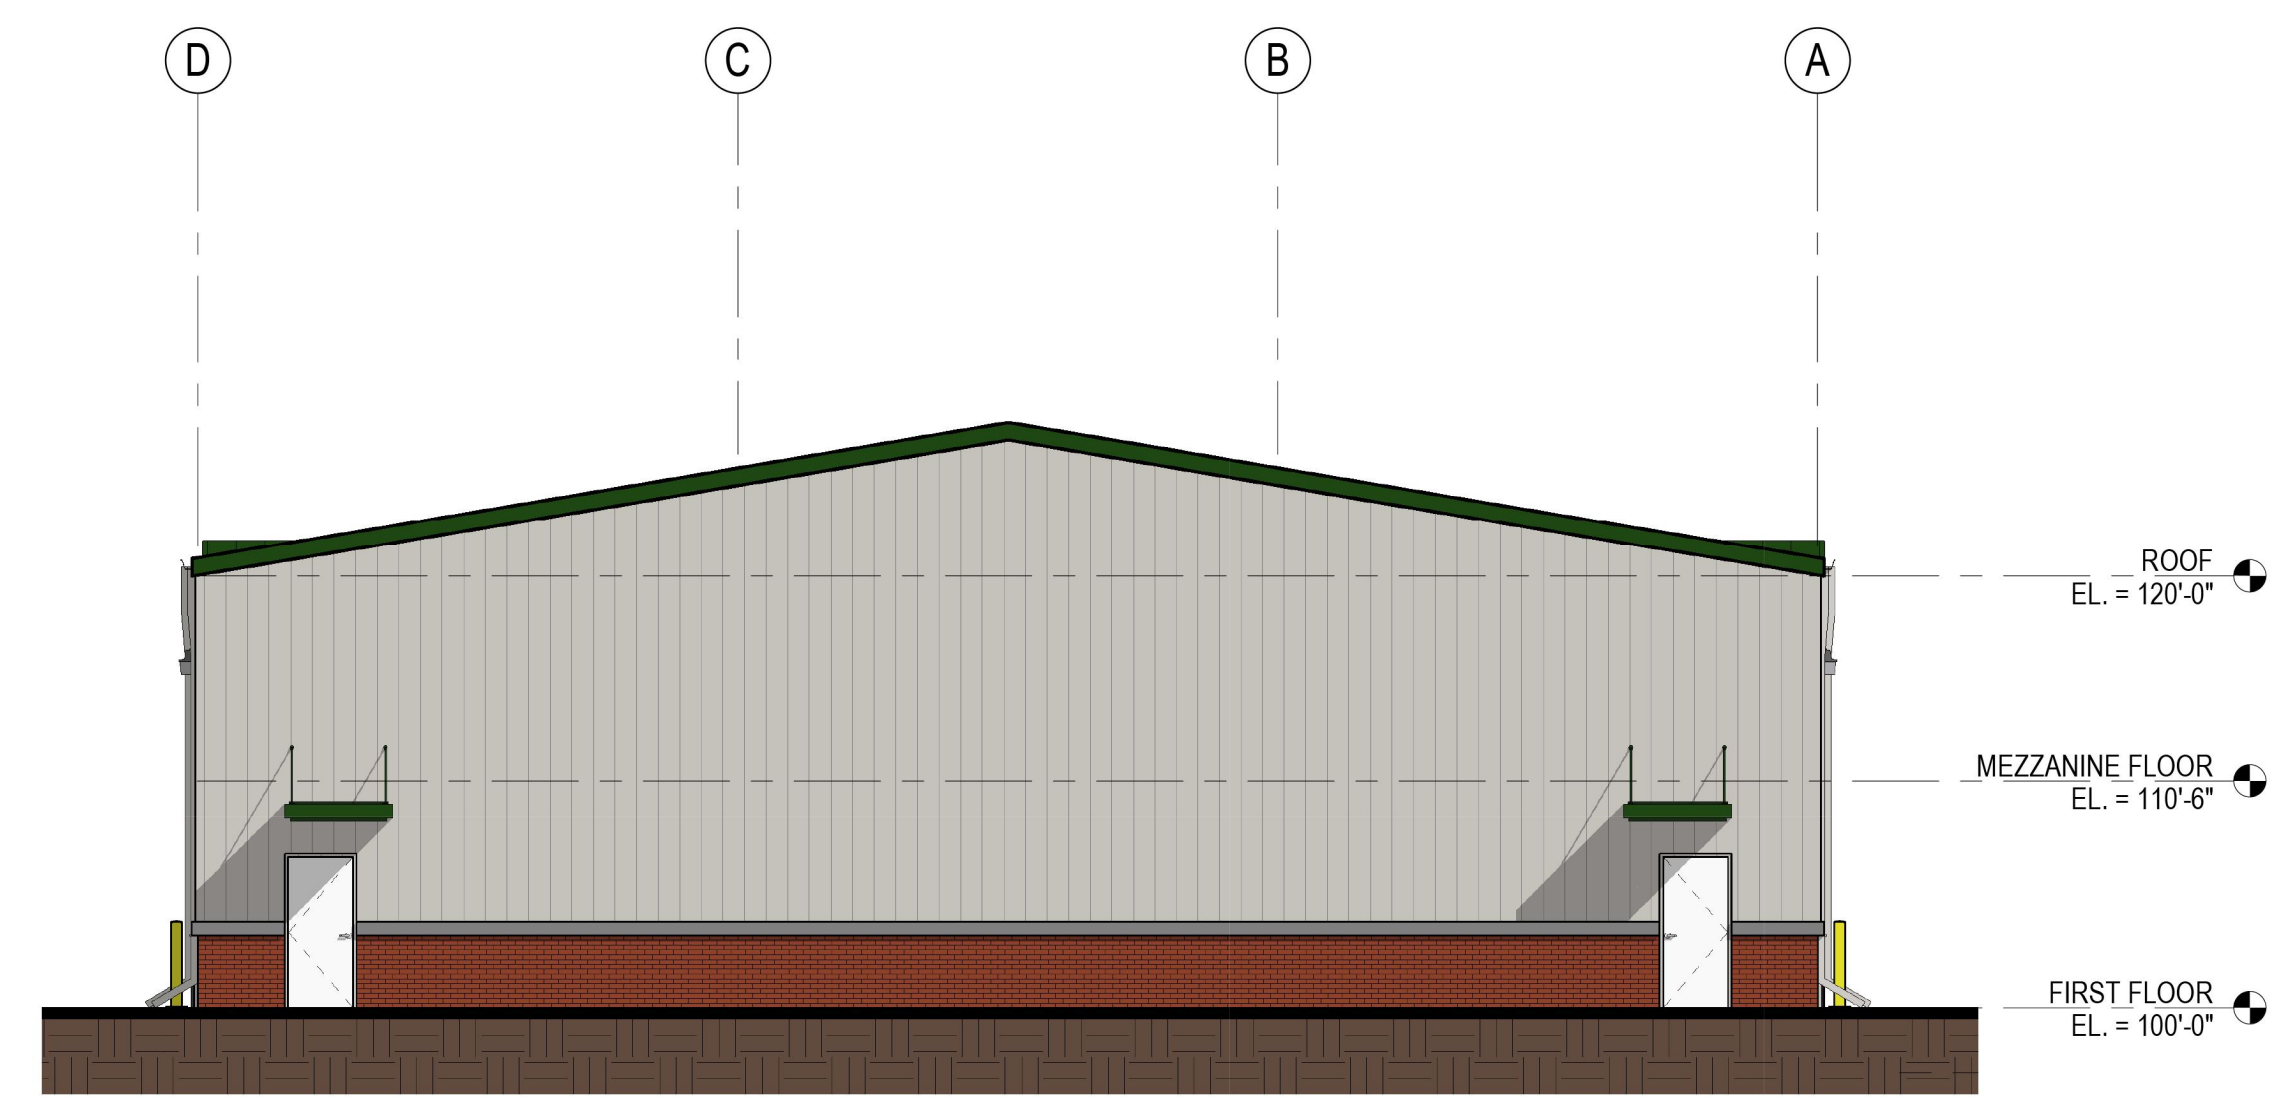 D
C
B
A
ROOF
EL. = 120'-0"
MEZZANINE FLOOR
EL. = 110'-6"
FIRST FLOOR
EL. = 100'-0"